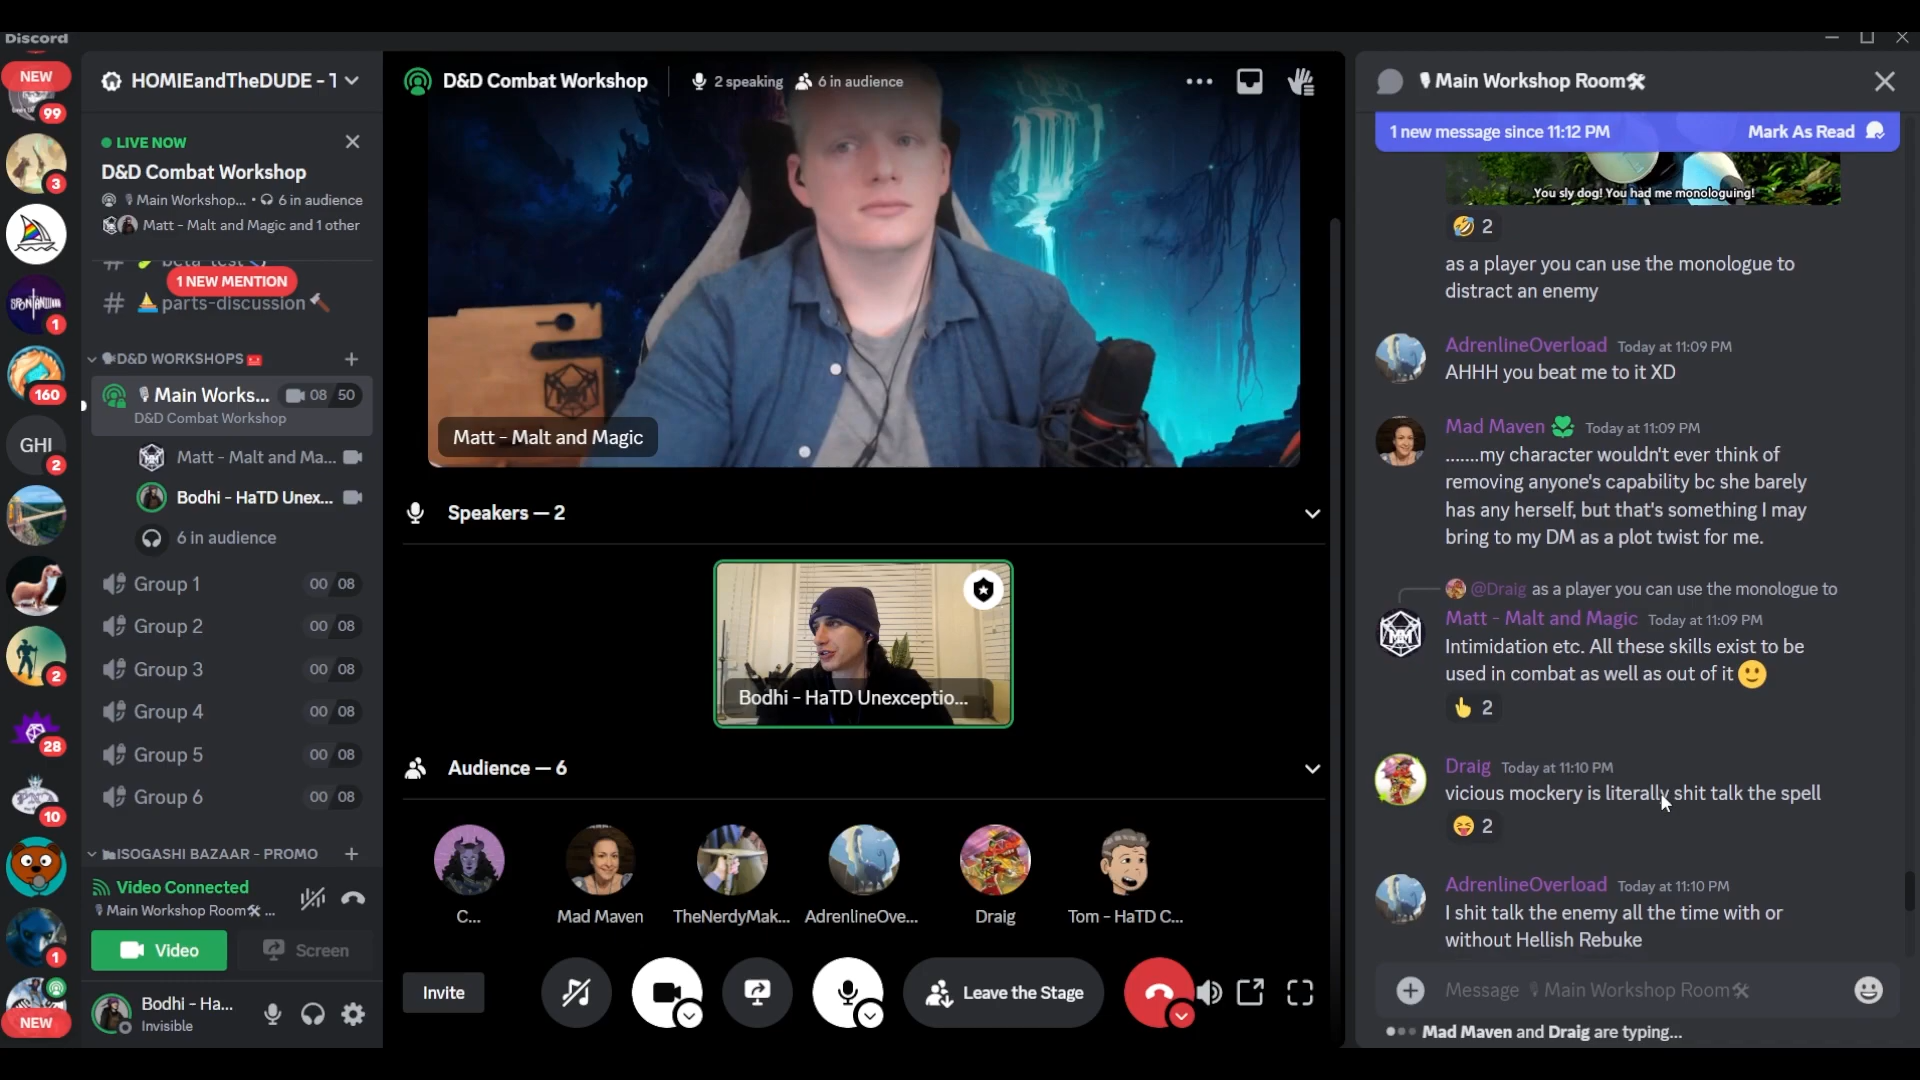 Discord
NEW
99
3
1
160
GHI
2
2
28
10
1
NEW
HOMIEandTheDUDE - T
LIVE NOW
D&D Combat Workshop
Main Workshop... • 6 in audience
Matt - Malt and Magic and 1 other
# beta-test
1 NEW MENTION
# parts-discussion
D&D WORKSHOPS
Main Works... 08 50
D&D Combat Workshop
Matt - Malt and Ma...
Bodhi - HaTD Unex...
6 in audience
Group 1 00 08
Group 2 00 08
Group 3 00 08
Group 4 00 08
Group 5 00 08
Group 6 00 08
ISOGASHI BAZAAR - PROMO
Video Connected
Main Workshop Room ...
Video
Screen
Bodhi - Ha...
Invisible
D&D Combat Workshop
2 speaking 6 in audience
Matt - Malt and Magic
Speakers — 2
Bodhi - HaTD Unexceptio...
Audience — 6
C...
Mad Maven
TheNerdyMak...
AdrenlineOve...
Draig
Tom - HaTD C...
Invite
Leave the Stage
Main Workshop Room
1 new message since 11:12 PM Mark As Read
You sly dog! You had me monologuing!
2
as a player you can use the monologue to
distract an enemy
AdrenlineOverload Today at 11:09 PM
AHHH you beat me to it XD
Mad Maven Today at 11:09 PM
.......my character wouldn't ever think of
removing anyone's capability bc she barely
has any herself, but that's something I may
bring to my DM as a plot twist for me.
@Draig as a player you can use the monologue to
Matt - Malt and Magic Today at 11:09 PM
Intimidation etc. All these skills exist to be
used in combat as well as out of it
2
Draig Today at 11:10 PM
vicious mockery is literally shit talk the spell
2
AdrenlineOverload Today at 11:10 PM
I shit talk the enemy all the time with or
without Hellish Rebuke
Message Main Workshop Room
Mad Maven and Draig are typing...